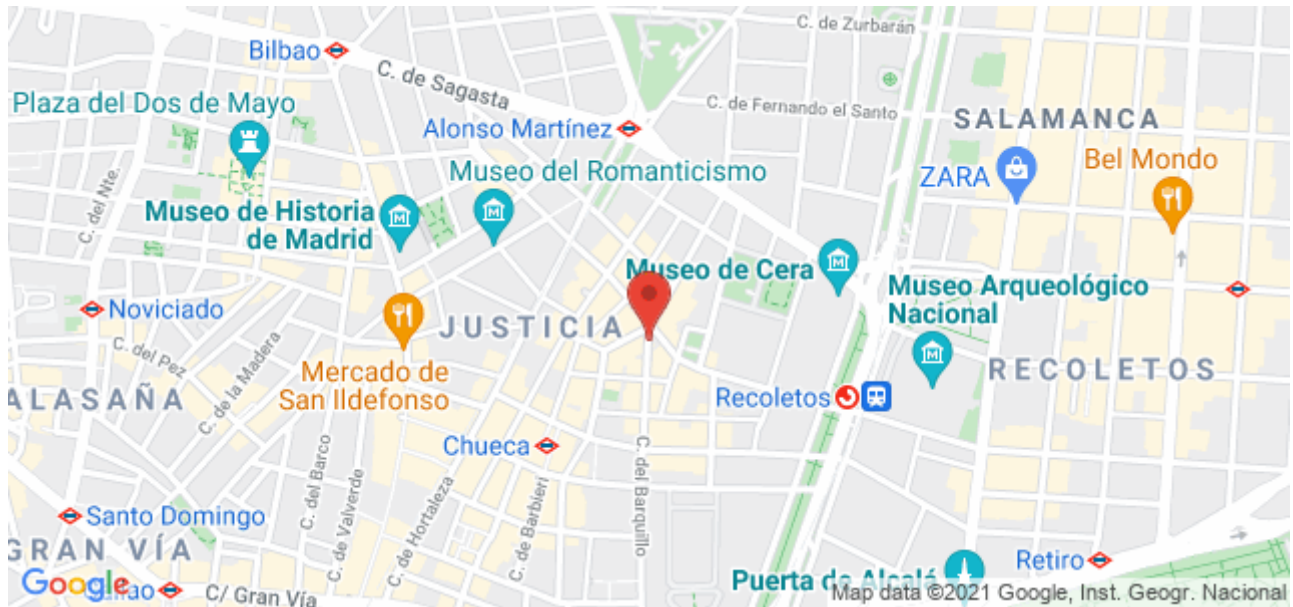 C. de Zurbarán
Bilbao
C. de Sagasta
Plaza del Dos de Mayo
C. de Fernando el Santo
SALAMANCA
Alonso Martínez
Bel Mondo
Museo del Romanticismo
ZARA
C. del Nte.
Museo de Historia
de Madrid
Museo de Cera
Museo Arqueológico
Nacional
Noviciado
JUSTICIA
C. del Pez
C. de la Madera
Mercado de
San Ildefonso
RECOLETOS
ALASAÑA
Recoletos
Chueca
C. del Barco
C. de Valverde
C. de Hortaleza
C. de Barbieri
C. del Barquillo
Santo Domingo
GRAN VÍA
Retiro
Puerta de Alcalá
Google
C/ Gran Vía
Map data ©2021 Google, Inst. Geogr. Nacional